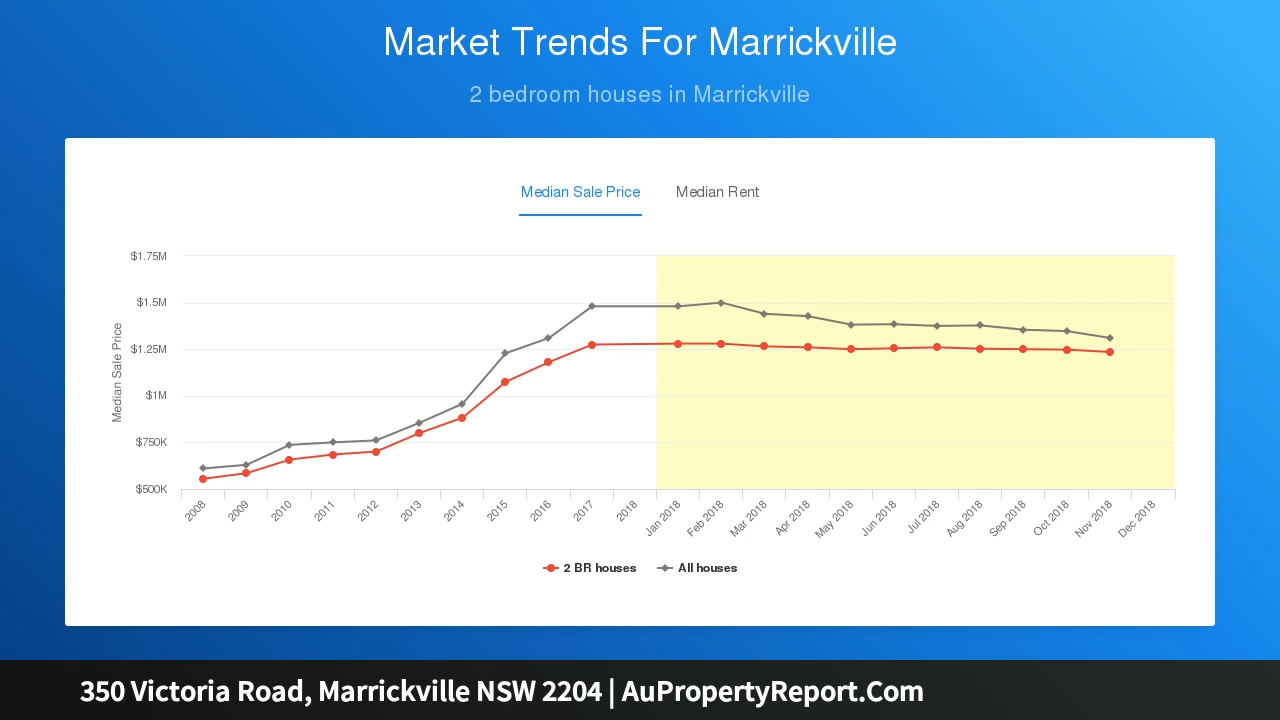 Market Trends For Marrickville
2 bedroom houses in Marrickville
Median Sale Price Median Rent
Median Sale Price
$1.75M
$1.5M
$1.25M
$1M
$750K
$500K
2008 2009 2010 2011 2012 2013 2014 2015 2016 2017 2018 Jan 2018 Feb 2018 Mar 2018 Apr 2018 May 2018 Jun 2018 Jul 2018 Aug 2018 Sep 2018 Oct 2018 Nov 2018 Dec 2018
2 BR houses All houses
350 Victoria Road, Marrickville NSW 2204 | AuPropertyReport.Com